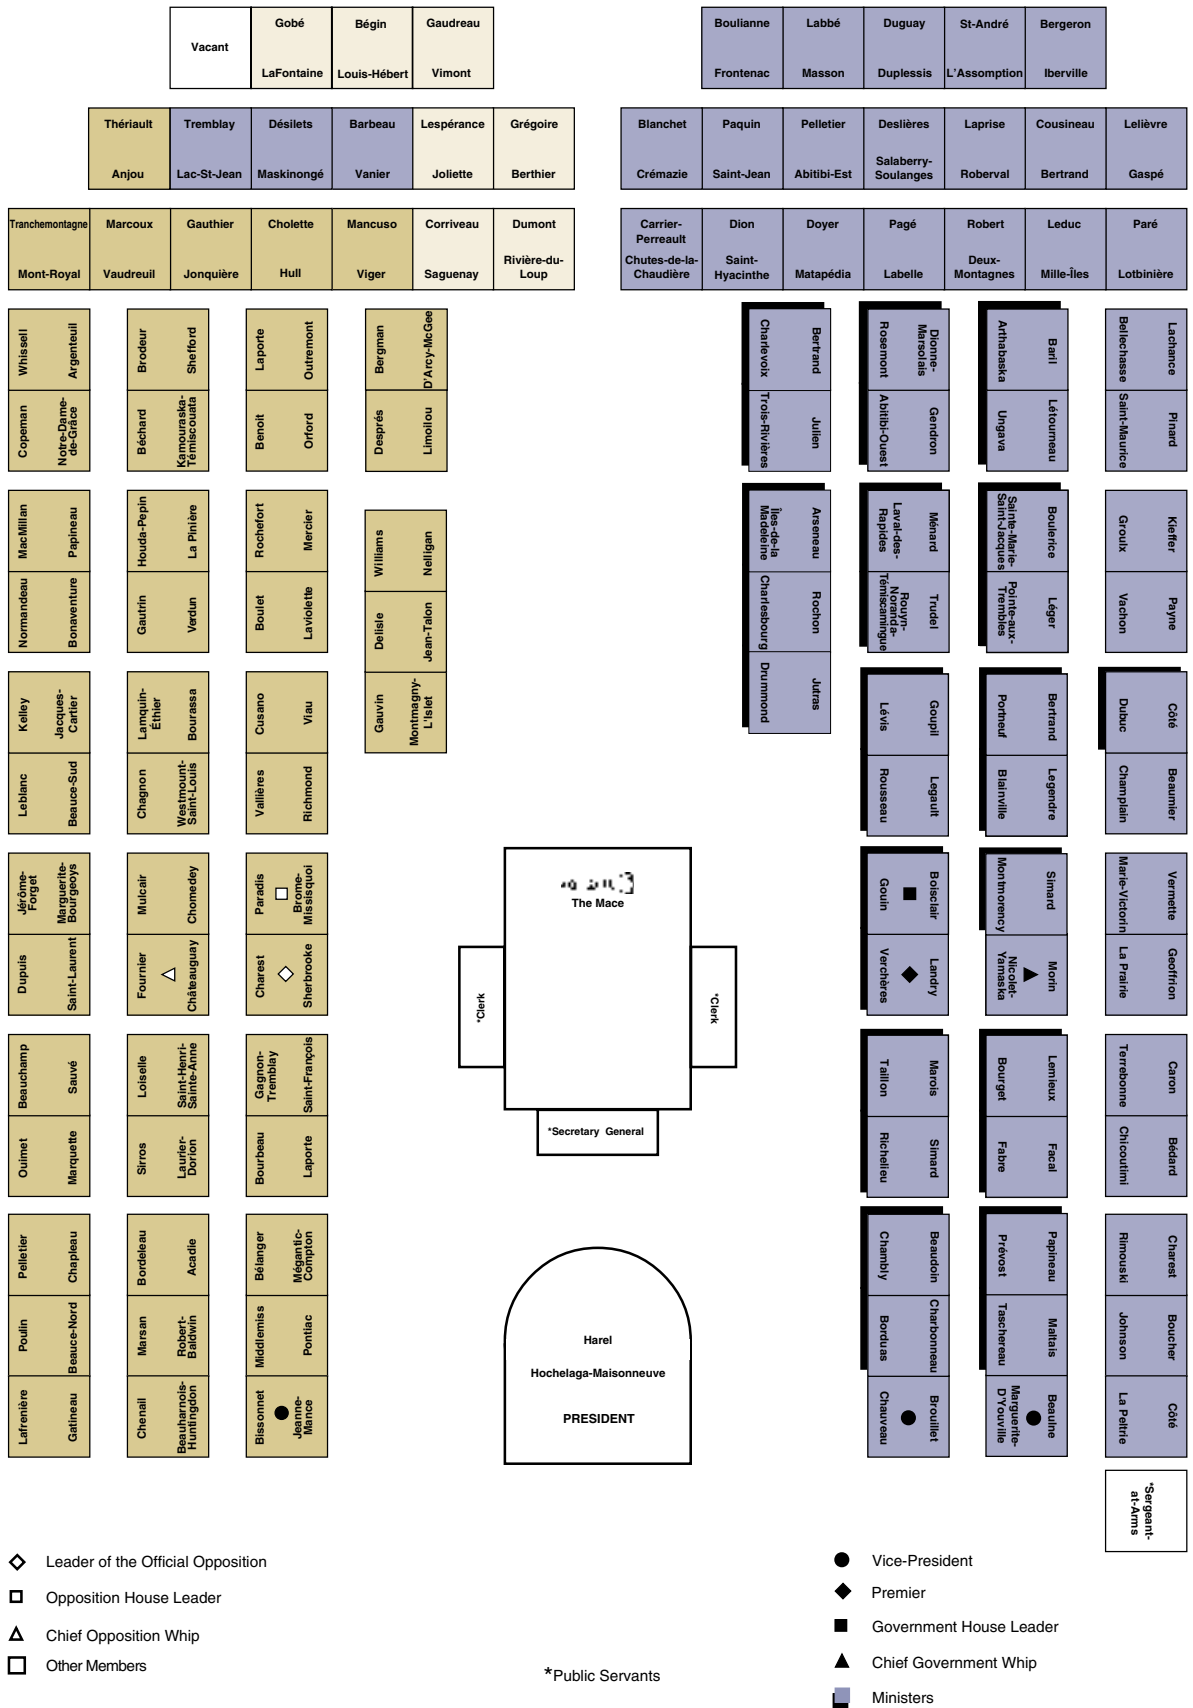 Vacant
Gobé
LaFontaine
Bégin
Louis-Hébert
Gaudreau
Vimont
Boulianne
Frontenac
Labbé
Masson
Duguay
Duplessis
St-André
L'Assomption
Bergeron
Iberville
Thériault
Anjou
Tremblay
Lac-St-Jean
Désilets
Maskinongé
Barbeau
Vanier
Lespérance
Joliette
Grégoire
Berthier
Blanchet
Crémazie
Paquin
Saint-Jean
Pelletier
Abitibi-Est
Deslières
Salaberry-
Soulanges
Laprise
Roberval
Cousineau
Bertrand
Lelièvre
Gaspé
Tranchemontagne
Mont-Royal
Marcoux
Vaudreuil
Gauthier
Jonquière
Cholette
Hull
Mancuso
Viger
Corriveau
Saguenay
Dumont
Rivière-du-
Loup
Carrier-
Perreault
Chutes-de-la-
Chaudière
Dion
Saint-
Hyacinthe
Doyer
Matapédia
Pagé
Labelle
Robert
Deux-
Montagnes
Leduc
Mille-Îles
Paré
Lotbinière
Whissell
Argenteuil
Brodeur
Shefford
Laporte
Outremont
Bergman
D'Arcy-McGee
Bertrand
Charlevoix
Dionne-
Marsolais
Rosemont
Baril
Arthabaska
Lachance
Bellechasse
Copeman
Notre-Dame-
de-Grâce
Béchard
Kamouraska-
Témiscouata
Benoit
Orford
Després
Limoilou
Julien
Trois-Rivières
Gendron
Abitibi-Ouest
Létourneau
Ungava
Pinard
Saint-Maurice
MacMillan
Papineau
Houda-Pepin
La Pinière
Rochefort
Mercier
Williams
Nelligan
Arseneau
Îles-de-la
Madeleine
Ménard
Laval-des-
Rapides
Boulerice
Sainte-Marie-
Saint-Jacques
Kieffer
Groulx
Normandeau
Bonaventure
Gautrin
Verdun
Boulet
Laviolette
Delisle
Jean-Talon
Rochon
Charlesbourg
Trudel
Rouyn-
Noranda-
Témiscamingue
Léger
Pointe-aux-
Trembles
Payne
Vachon
Kelley
Jacques-
Cartier
Lamquin-
Éthier
Bourassa
Cusano
Viau
Gauvin
Montmagny-
L'Islet
Jutras
Drummond
Goupil
Lévis
Bertrand
Portneuf
Côté
Dubuc
Leblanc
Beauce-Sud
Chagnon
Westmount-
Saint-Louis
Vallières
Richmond
Legault
Rousseau
Legendre
Blainville
Beaumier
Champlain
Jérôme-
Forget
Marguerite-
Bourgeoys
Mulcair
Chomedey
Paradis
Brome-
Missisquoi
The Mace
Boisclair
Gouin
Simard
Montmorency
Vermette
Marie-Victorin
Dupuis
Saint-Laurent
Fournier
Châteauguay
Charest
Sherbrooke
*Clerk
*Clerk
Landry
Verchères
Morin
Nicolet-
Yamaska
Geoffrion
La Prairie
Beauchamp
Sauvé
Loiselle
Saint-Henri-
Sainte-Anne
Gagnon-
Tremblay
Saint-François
Marois
Taillon
Lemieux
Bourget
Caron
Terrebonne
*Secretary General
Ouimet
Marquette
Sirros
Laurier-
Dorion
Bourbeau
Laporte
Simard
Richelieu
Facal
Fabre
Bédard
Chicoutimi
Pelletier
Chapleau
Bordeleau
Acadie
Bélanger
Mégantic-
Compton
Beaudoin
Chambly
Papineau
Prévost
Charest
Rimouski
Poulin
Beauce-Nord
Marsan
Robert-
Baldwin
Middlemiss
Pontiac
Harel
Hochelaga-Maisonneuve
PRESIDENT
Charbonneau
Borduas
Maltais
Taschereau
Boucher
Johnson
Lafrenière
Gatineau
Chenail
Beauharnois-
Huntingdon
Bissonnet
Jeanne-
Mance
Brouillet
Chauveau
Beaulne
Marguerite-
D'Youville
Côté
La Peltrie
*Sergeant-
at-Arms
Leader of the Official Opposition
Opposition House Leader
Chief Opposition Whip
Other Members
*Public Servants
Vice-President
Premier
Government House Leader
Chief Government Whip
Ministers